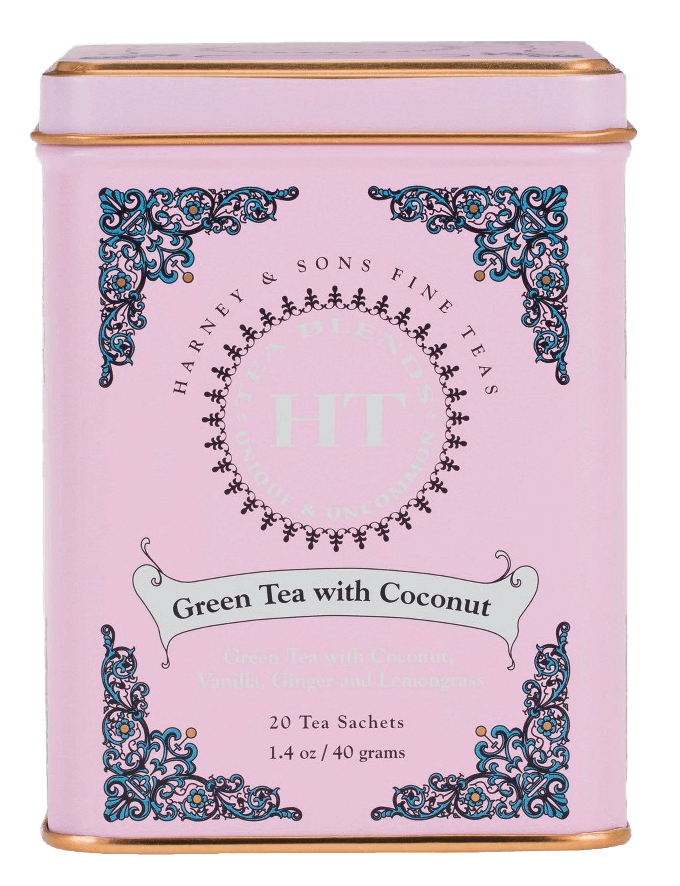 HARNEY & SONS FINE TEAS
TEA BLENDS
HT
UNIQUE & UNCOMMON
Green Tea with Coconut
Green Tea with Coconut,
Vanilla, Ginger and Lemongrass
20 Tea Sachets
1.4 oz / 40 grams